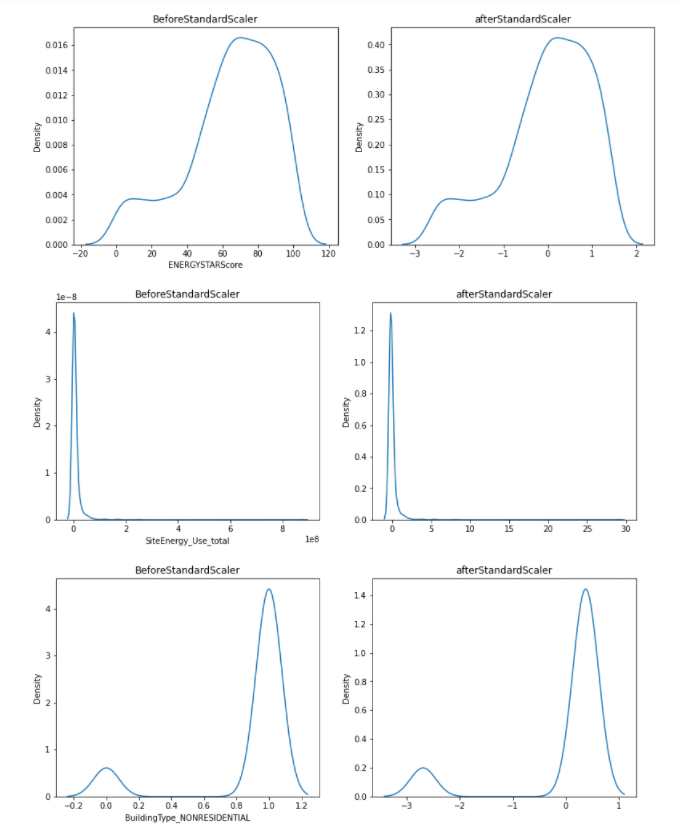 BeforeStandardScaler
afterStandardScaler
0.016
0.014
0.012
0.010
0.008
0.006
0.004
0.002
0.000
Density
−20 0 20 40 60 80 100 120
ENERGYSTARScore
0.40
0.35
0.30
0.25
0.20
0.15
0.10
0.05
0.00
Density
−3 −2 −1 0 1 2
BeforeStandardScaler
afterStandardScaler
1e−8
4
3
2
1
0
Density
0 2 4 6 8
SiteEnergy_Use_total
1e8
1.2
1.0
0.8
0.6
0.4
0.2
0.0
Density
0 5 10 15 20 25 30
BeforeStandardScaler
afterStandardScaler
4
3
2
1
0
Density
−0.2 0.0 0.2 0.4 0.6 0.8 1.0 1.2
BuildingType_NONRESIDENTIAL
1.4
1.2
1.0
0.8
0.6
0.4
0.2
0.0
Density
−3 −2 −1 0 1